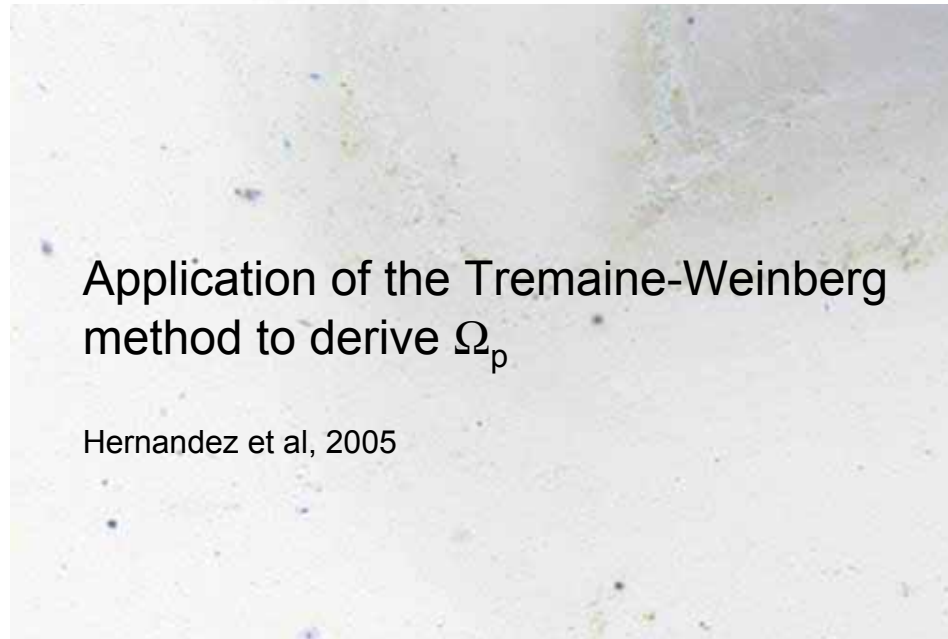 Application of the Tremaine-Weinberg
method to derive Ωp
Hernandez et al, 2005